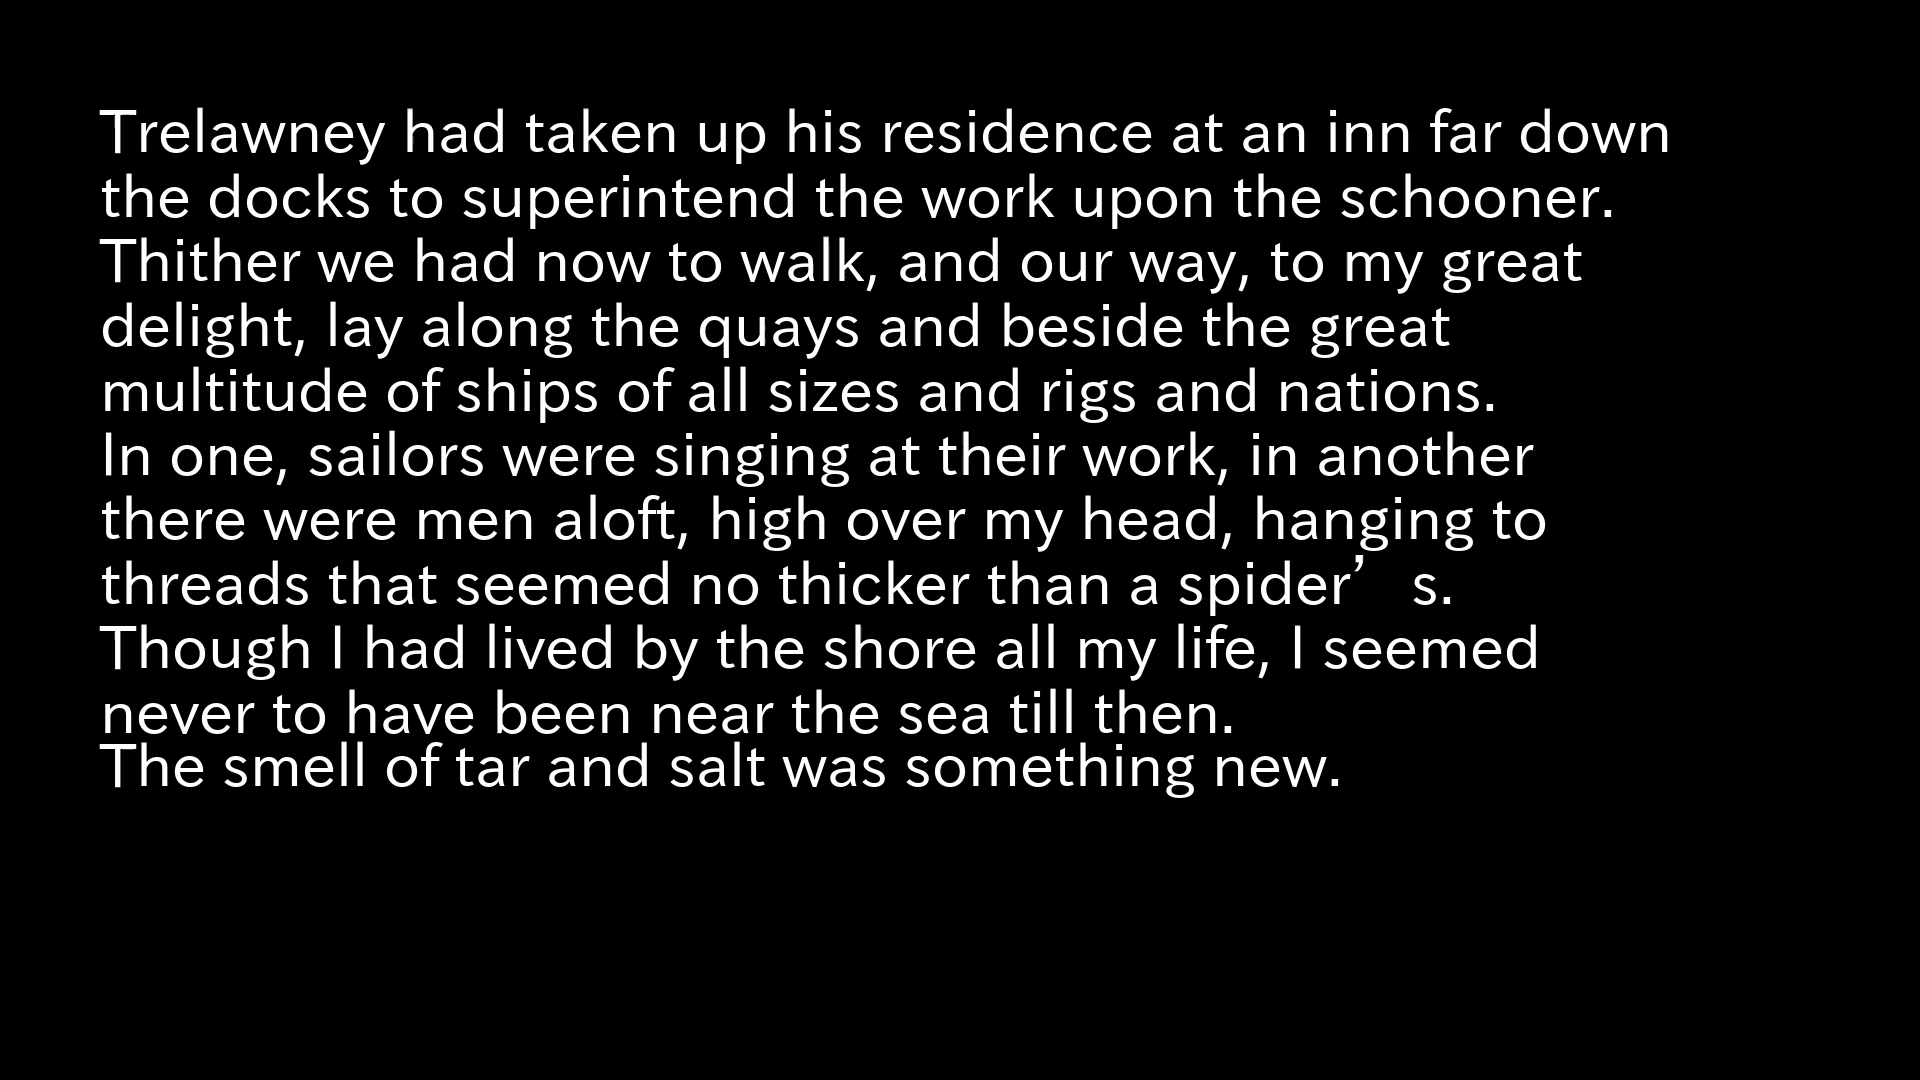 Trelawney had taken up his residence at an inn far down
the docks to superintend the work upon the schooner.
Thither we had now to walk, and our way, to my great
delight, lay along the quays and beside the great
multitude of ships of all sizes and rigs and nations.
In one, sailors were singing at their work, in another
there were men aloft, high over my head, hanging to
threads that seemed no thicker than a spider’s.
Though I had lived by the shore all my life, I seemed
never to have been near the sea till then.
The smell of tar and salt was something new.